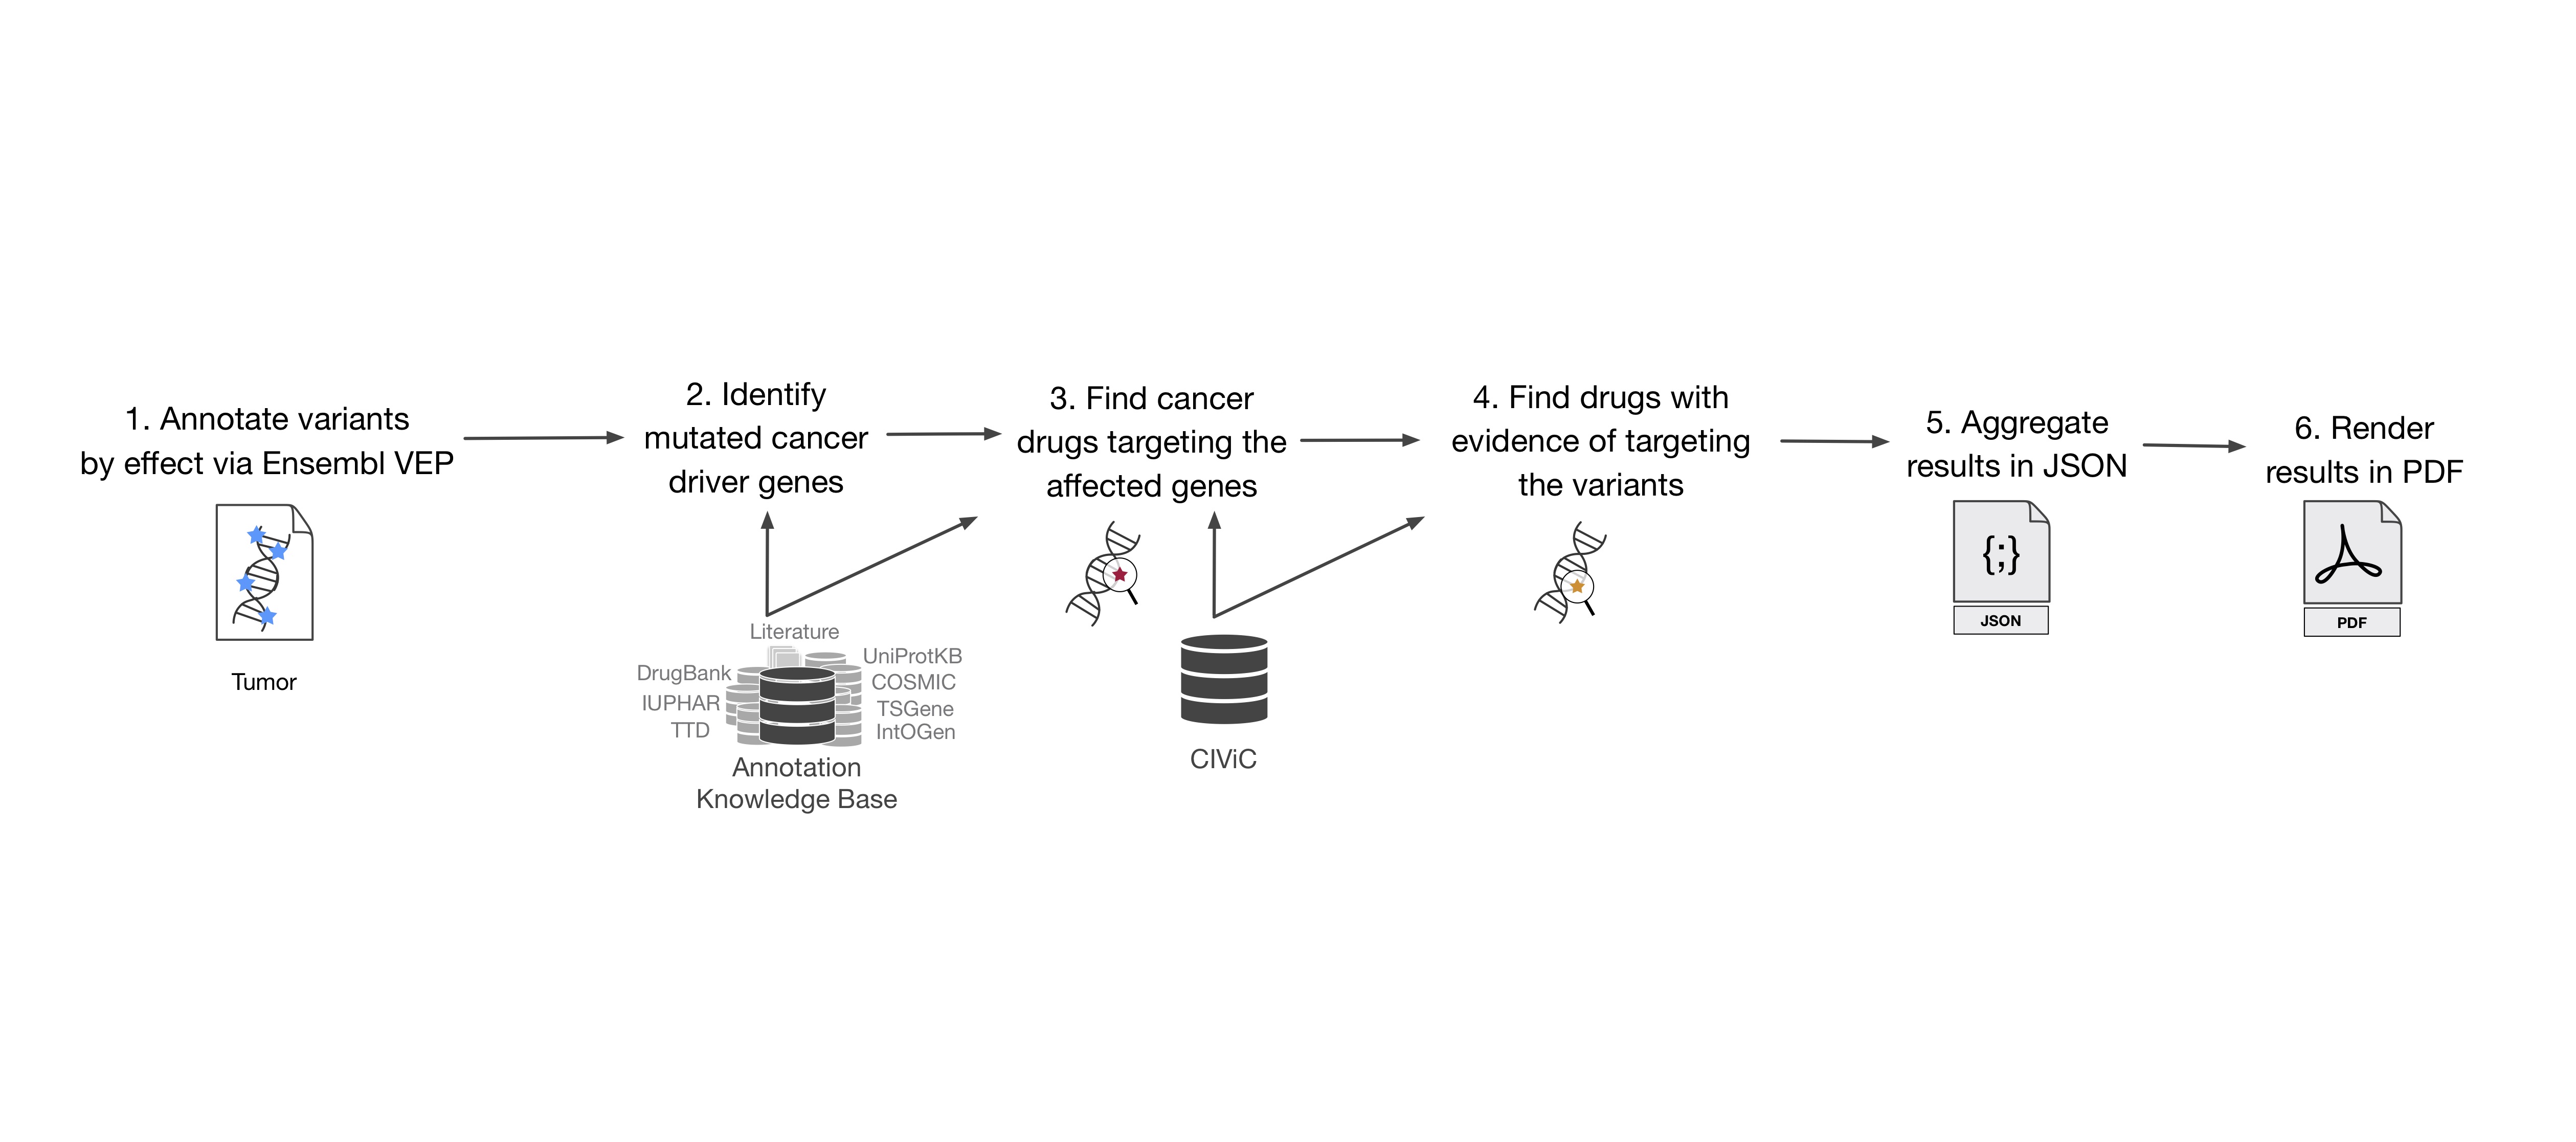 1. Annotate variants
by effect via Ensembl VEP
Tumor
2. Identify
mutated cancer
driver genes
Literature
DrugBank
IUPHAR
TTD
UniProtKB
COSMIC
TSGene
IntOGen
Annotation
Knowledge Base
3. Find cancer
drugs targeting the
affected genes
CIViC
4. Find drugs with
evidence of targeting
the variants
5. Aggregate
results in JSON
{;}
JSON
6. Render
results in PDF
PDF